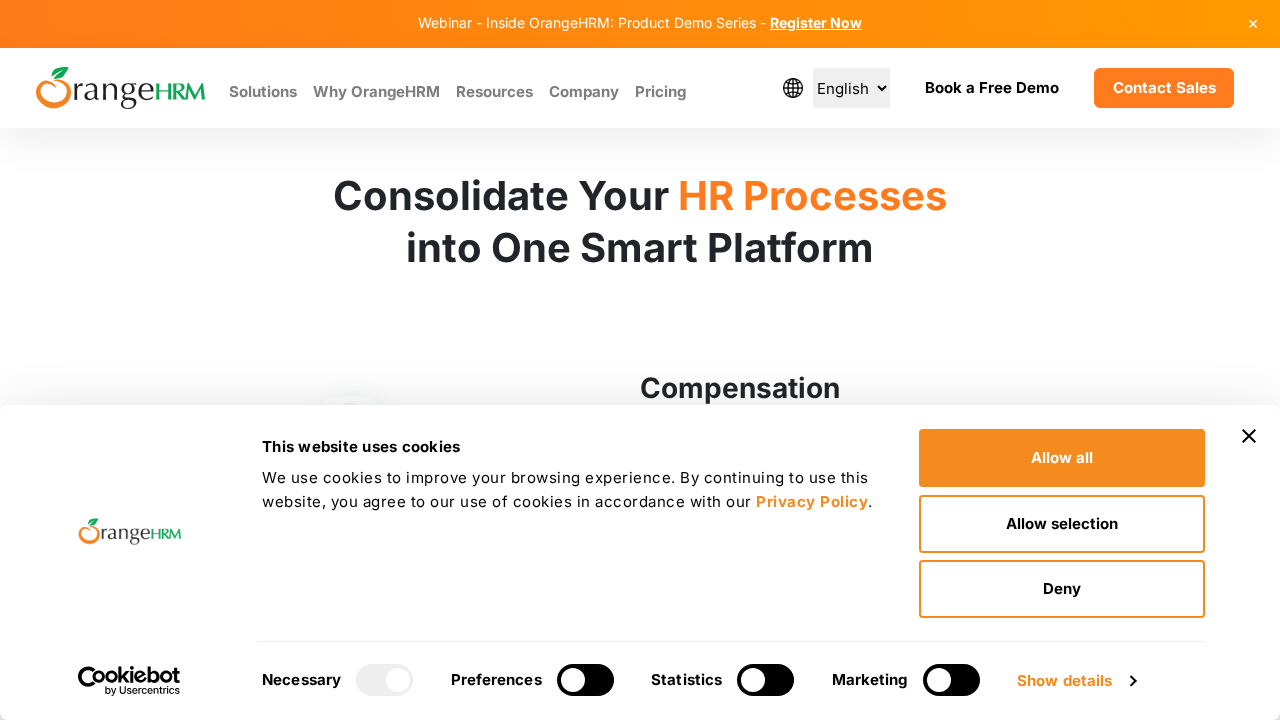 Webinar - Inside OrangeHRM: Product Demo Series - Register Now
×
OrangeHRM
Solutions
Why OrangeHRM
Resources
Company
Pricing
English
Book a Free Demo
Contact Sales
Consolidate Your HR Processes
into One Smart Platform
Compensation
This website uses cookies
We use cookies to improve your browsing experience. By continuing to use this
website, you agree to our use of cookies in accordance with our Privacy Policy.
Allow all
Allow selection
Deny
OrangeHRM
Cookiebot
by Usercentrics
Necessary
Preferences
Statistics
Marketing
Show details